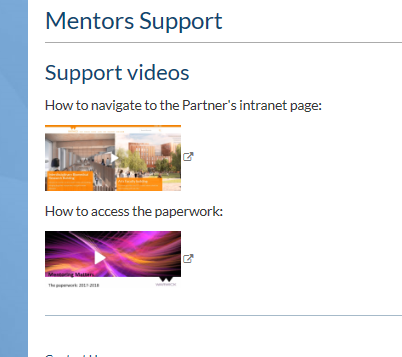 Mentors Support
Support videos
How to navigate to the Partner's intranet page:
How to access the paperwork:
Mentoring Matters
The paperwork: 2017-2018
WARWICK